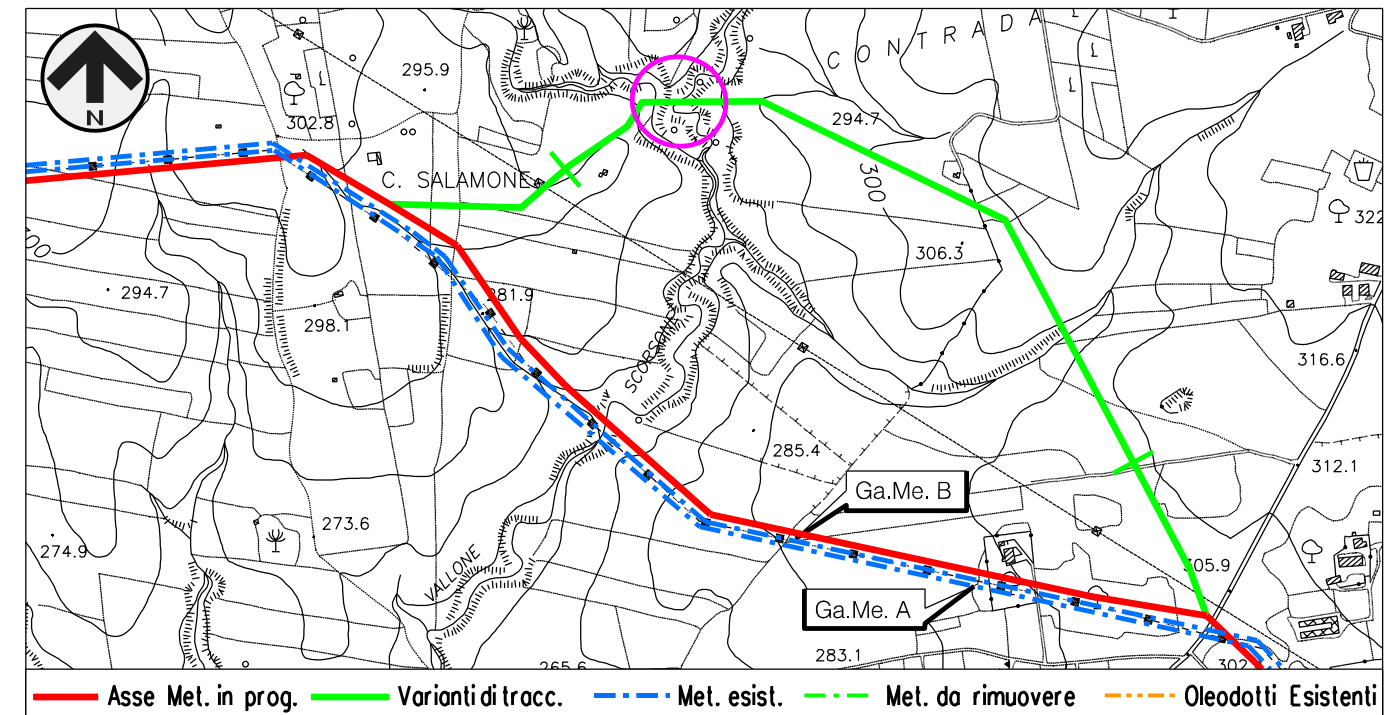 CONTRADA
295.9
302.8
294.7
C. SALAMONE
300
322
300
306.3
294.7
281.9
298.1
SCORSONE
316.6
285.4
312.1
Ga.Me. B
273.6
274.9
VALLONE
305.9
Ga.Me. A
283.1
265.6
302
N
Asse Met. in prog.
Varianti di tracc.
Met. esist.
Met. da rimuovere
Oleodotti Esistenti